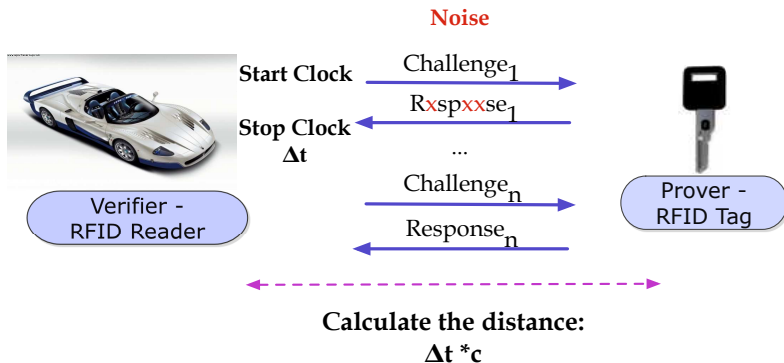 Noise
Start Clock
Challenge1
Rxspxxse1
Stop Clock
Δt
...
Challengen
Responsen
Verifier -
RFID Reader
Prover -
RFID Tag
Calculate the distance:
Δt *c